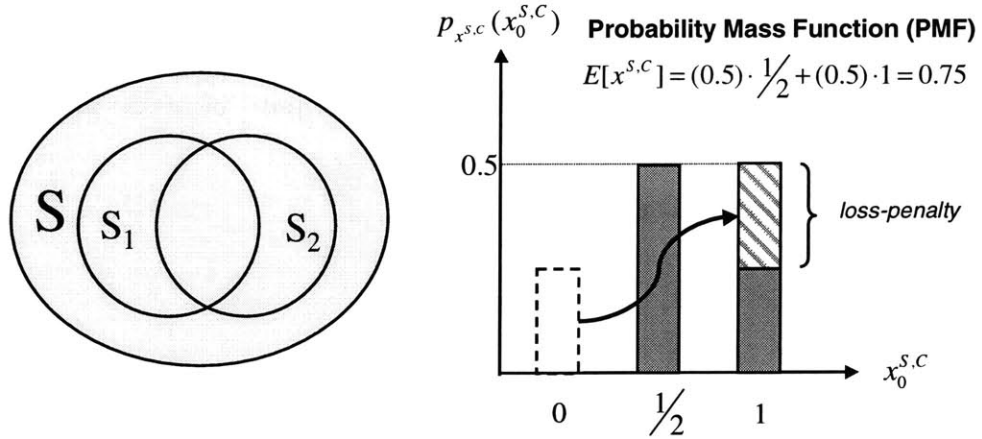 S
S₁
S₂
p_{x^{S,C}}(x_0^{S,C})
Probability Mass Function (PMF)
E[x^{S,C}] = (0.5) · 1/2 + (0.5) · 1 = 0.75
0.5
loss-penalty
0
1/2
1
x_0^{S,C}